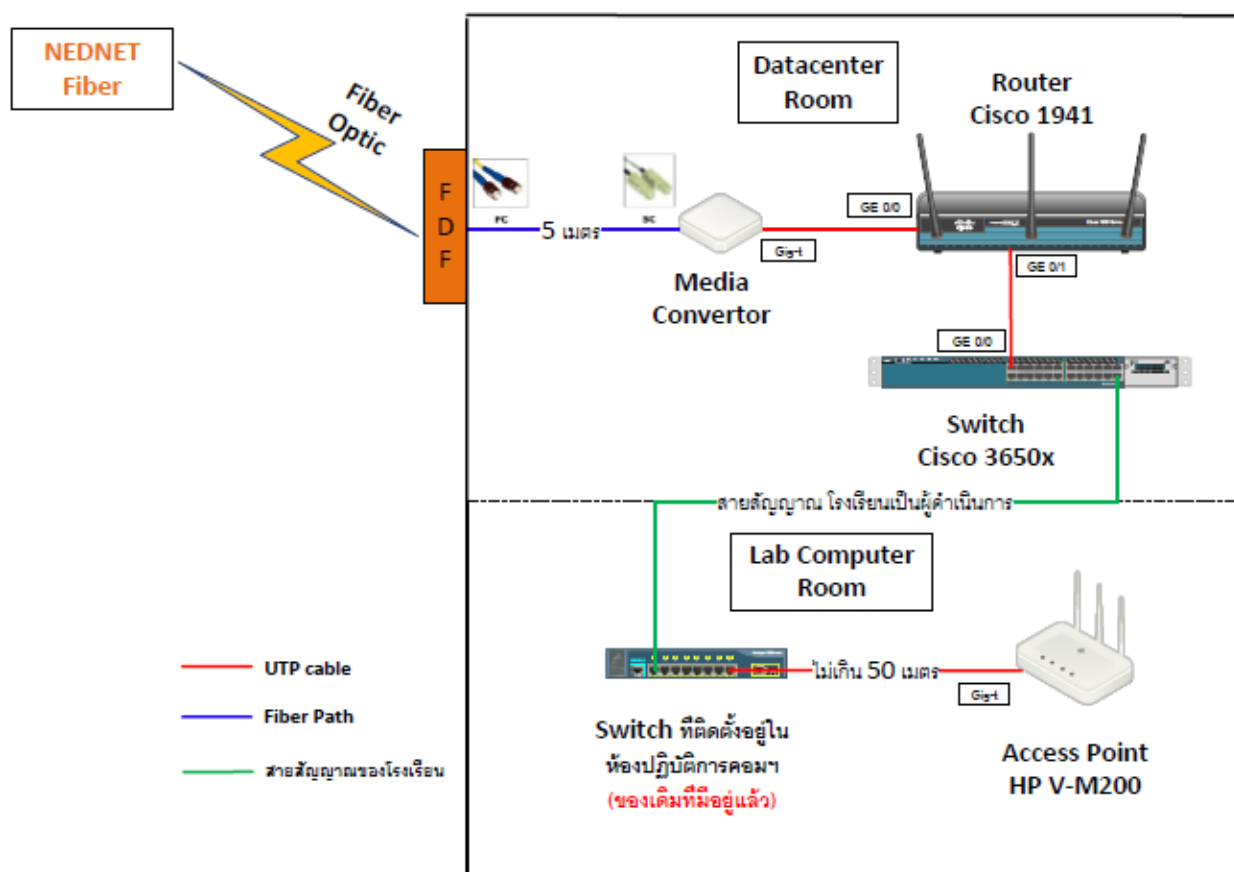 NEDNET
Fiber
Fiber
Optic
F
D
F
FC
SC
5 เมตร
Media
Convertor
Gig-t
Datacenter
Room
Router
Cisco 1941
GE 0/0
GE 0/1
GE 0/0
Switch
Cisco 3650x
สายสัญญาณ โรงเรียนเป็นผู้ดำเนินการ
Lab Computer
Room
ไม่เกิน 50 เมตร
Gig-t
Switch ที่ติดตั้งอยู่ใน
ห้องปฏิบัติการคอมฯ
(ของเดิมที่มีอยู่แล้ว)
Access Point
HP V-M200
UTP cable
Fiber Path
สายสัญญาณของโรงเรียน